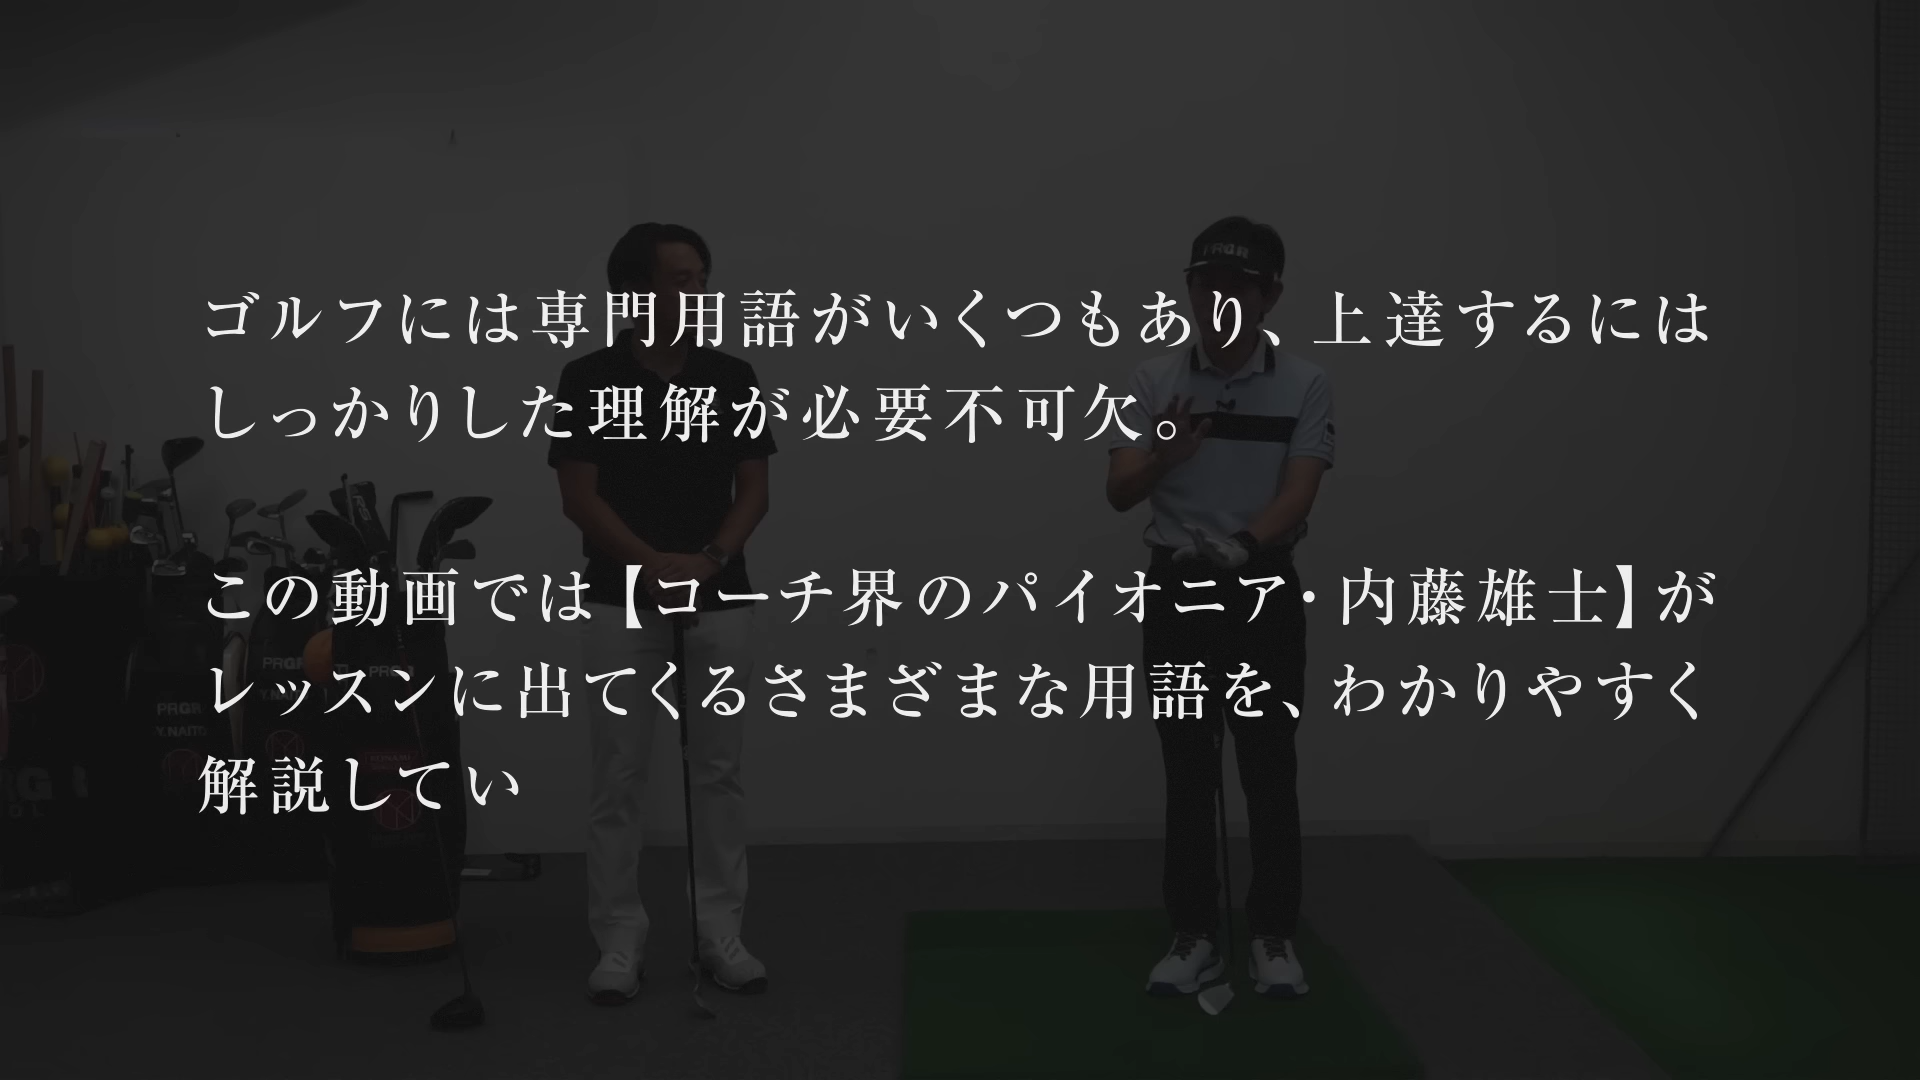 ゴルフには専門用語がいくつもあり、上達するには
しっかりした理解が必要不可欠。
この動画では【コーチ界のパイオニア・内藤雄士】が
レッスンに出てくるさまざまな用語を、わかりやすく
解説してい
PRGR
PRGR
Y.NAITO
PRGR